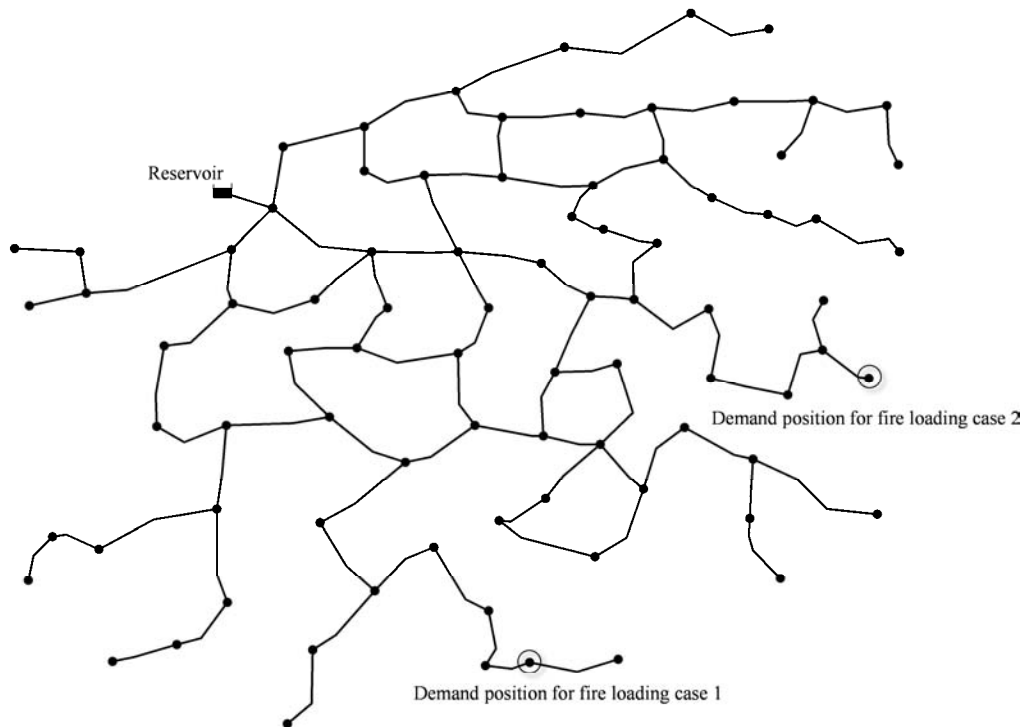 Reservoir
Demand position for fire loading case 2
Demand position for fire loading case 1